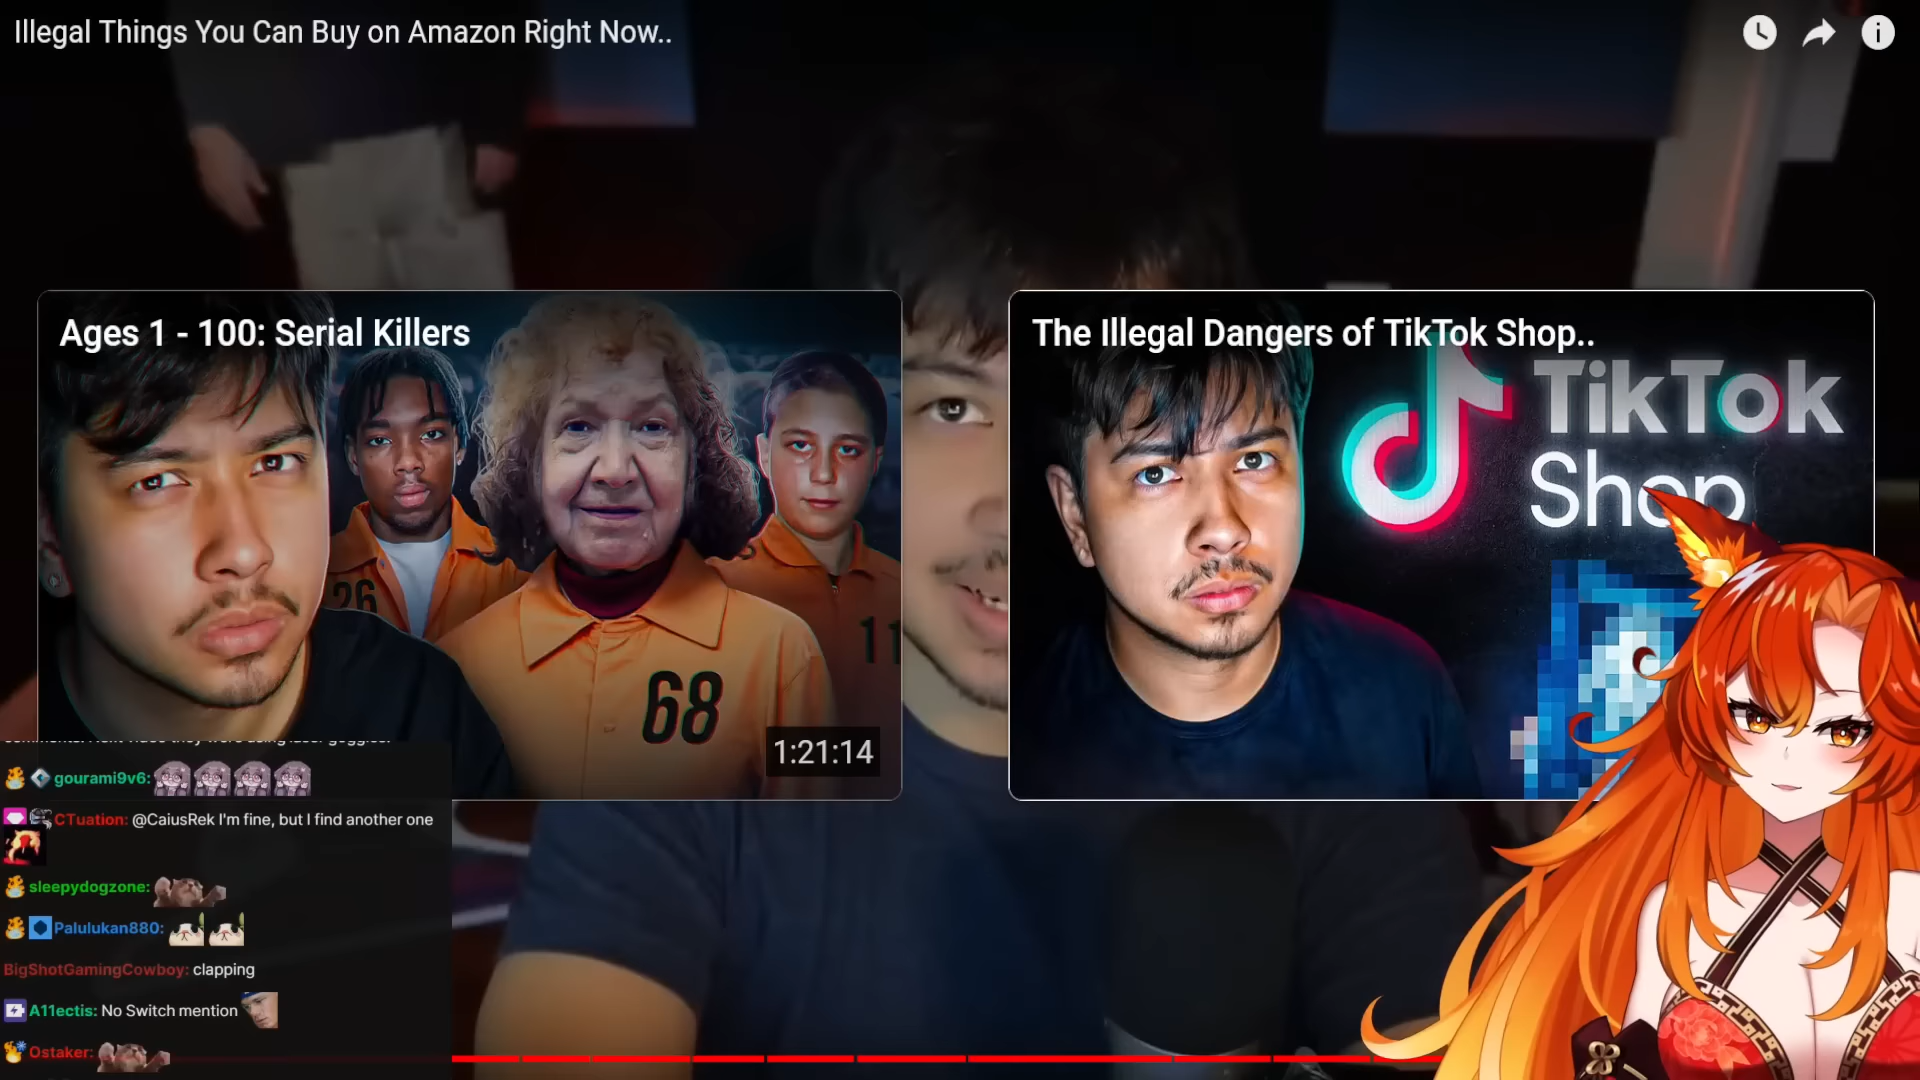 Illegal Things You Can Buy on Amazon Right Now..
Ages 1 - 100: Serial Killers
26
68
11
1:21:14
The Illegal Dangers of TikTok Shop..
TikTok
Shop
gourami9v6:
CTuation: @CaiusRek I'm fine, but I find another one
sleepydogzone:
Palulukan880:
BigShotGamingCowboy: clapping
A11ectis: No Switch mention
Ostaker: